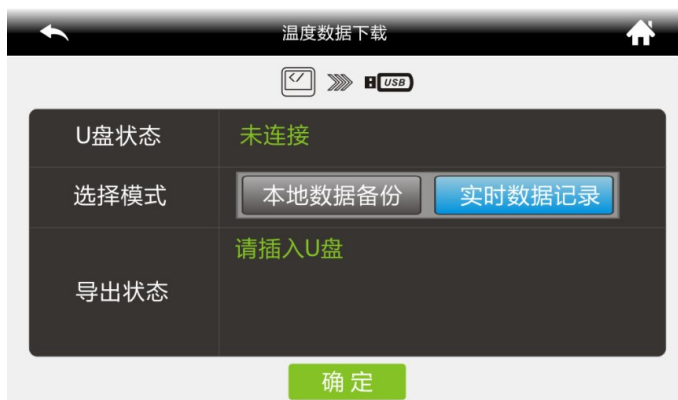 温度数据下载
USB
U盘状态 未连接
选择模式 本地数据备份 实时数据记录
请插入U盘
导出状态
确定